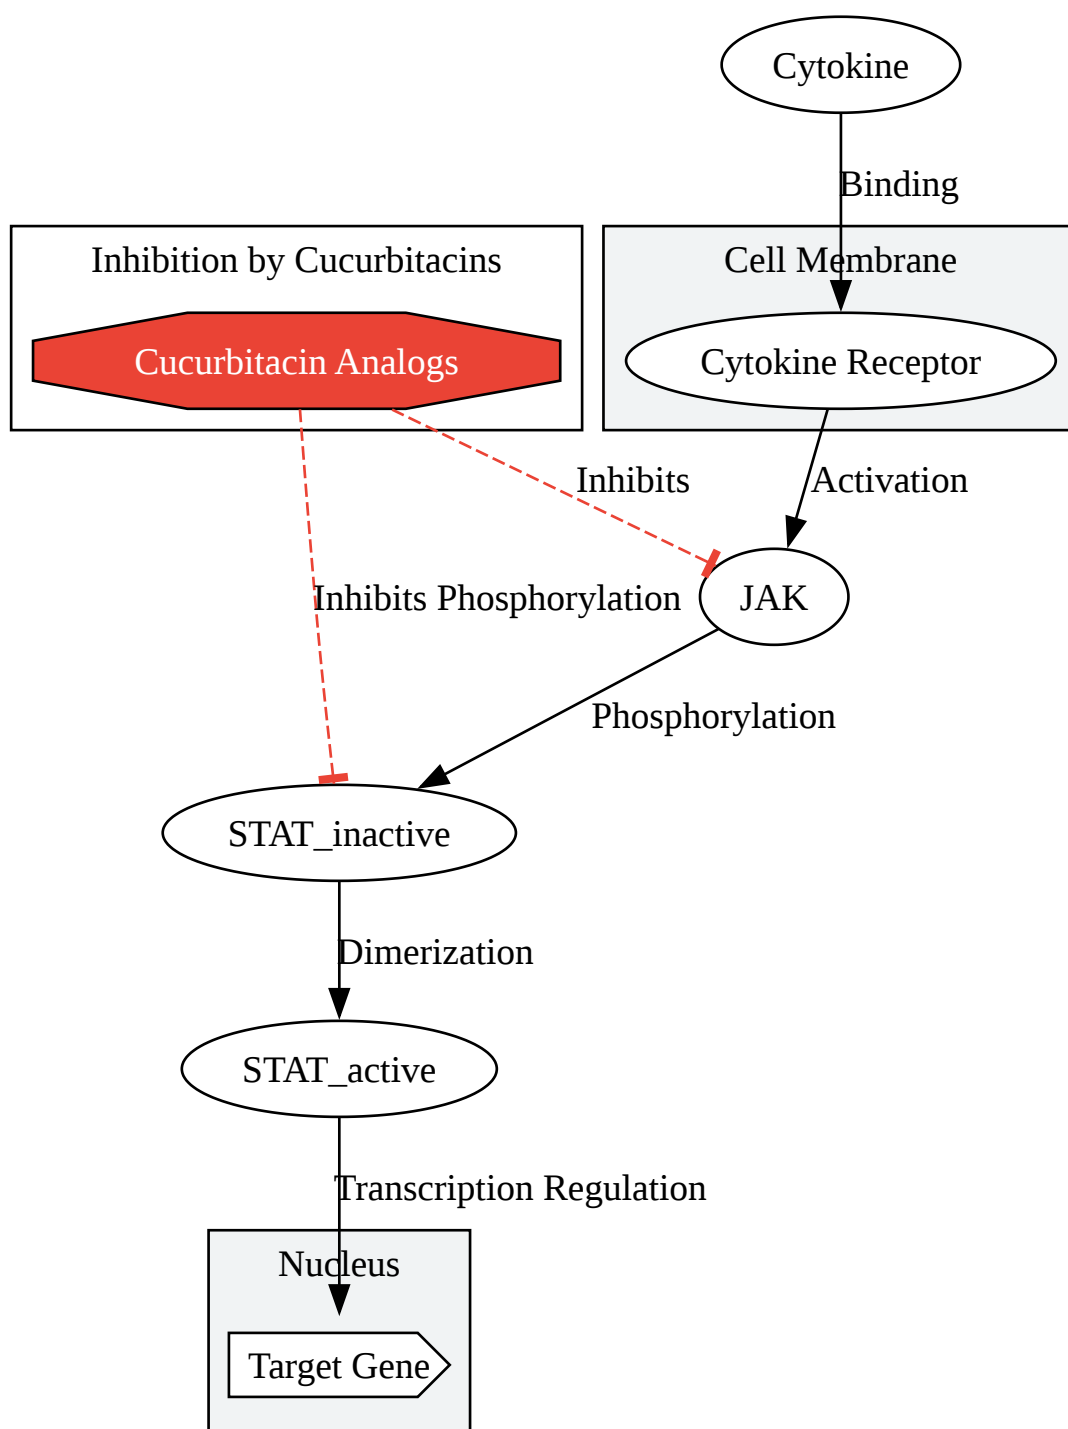 Cytokine
Binding
Inhibition by Cucurbitacins
Cell Membrane
Cucurbitacin Analogs
Cytokine Receptor
Inhibits
Activation
Inhibits Phosphorylation
JAK
Phosphorylation
STAT_inactive
Dimerization
STAT_active
Transcription Regulation
Nucleus
Target Gene